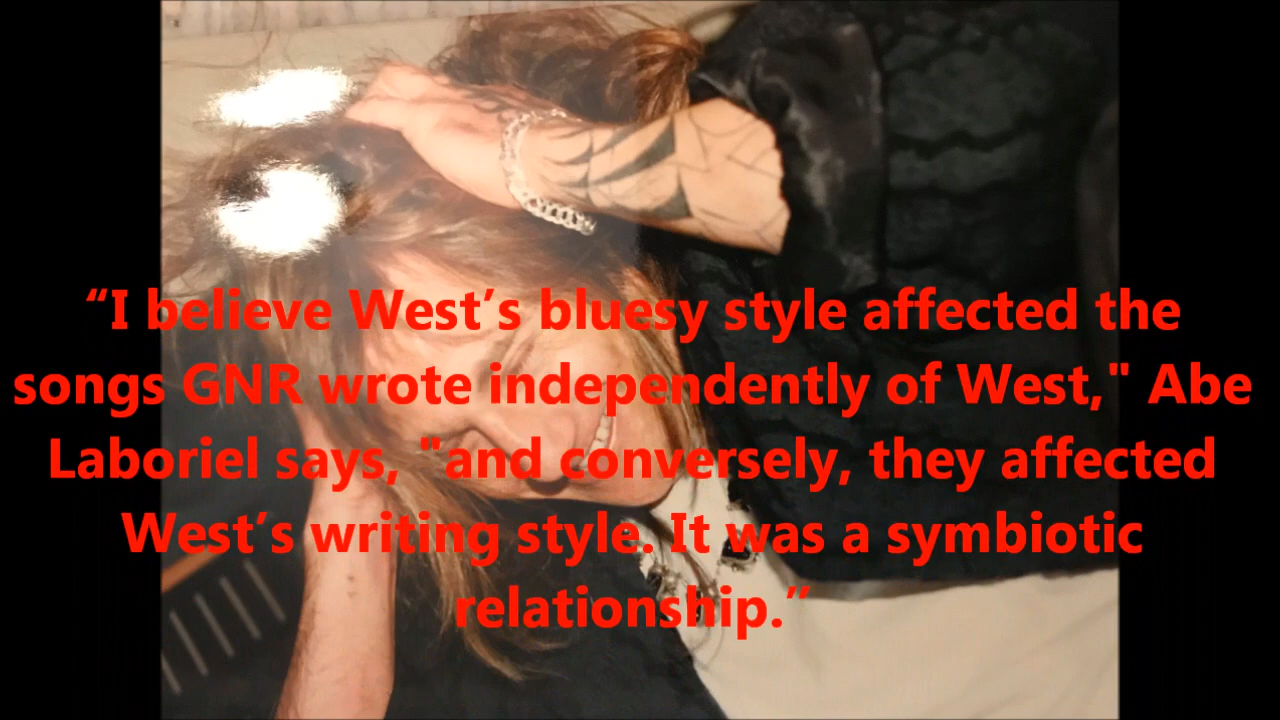 “I believe West’s bluesy style affected the
songs GNR wrote independently of West," Abe
Laboriel says, "and conversely, they affected
West’s writing style. It was a symbiotic
relationship.”